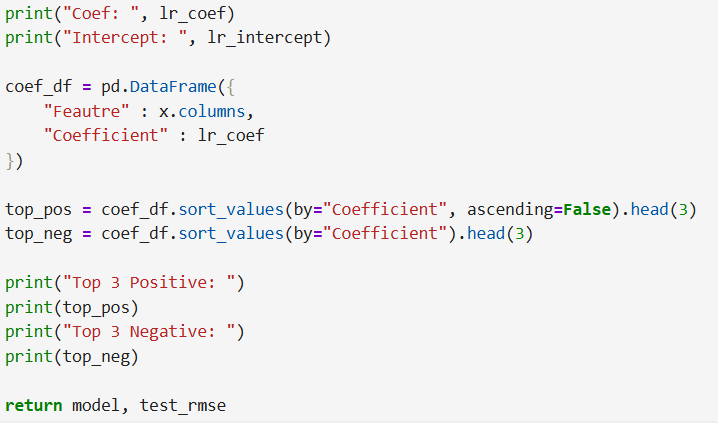 print("Coef: ", lr_coef)
print("Intercept: ", lr_intercept)
coef_df = pd.DataFrame({
    "Feautre" : x.columns,
    "Coefficient" : lr_coef
})
top_pos = coef_df.sort_values(by="Coefficient", ascending=False).head(3)
top_neg = coef_df.sort_values(by="Coefficient").head(3)
print("Top 3 Positive: ")
print(top_pos)
print("Top 3 Negative: ")
print(top_neg)
return model, test_rmse